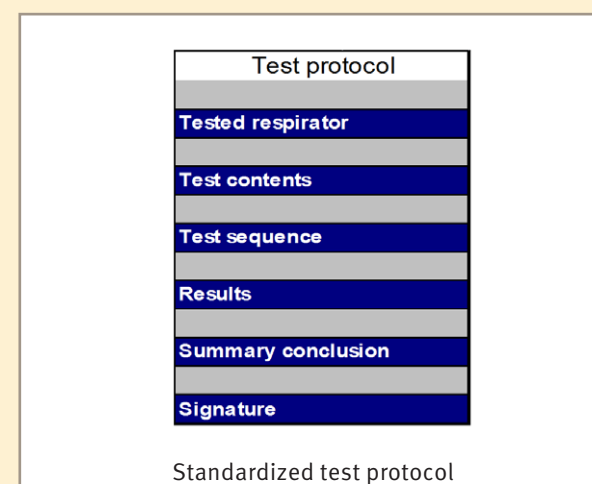 Test protocol
Tested respirator
Test contents
Test sequence
Results
Summary conclusion
Signature
Standardized test protocol